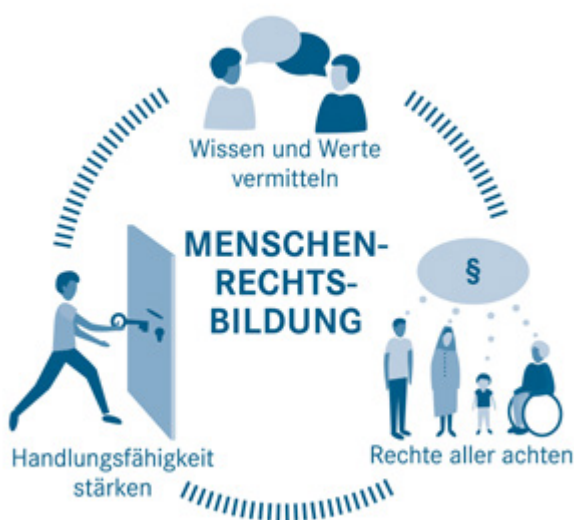 Wissen und Werte
vermitteln
MENSCHEN-
RECHTS-
BILDUNG
§
Handlungsfähigkeit
stärken
Rechte aller achten